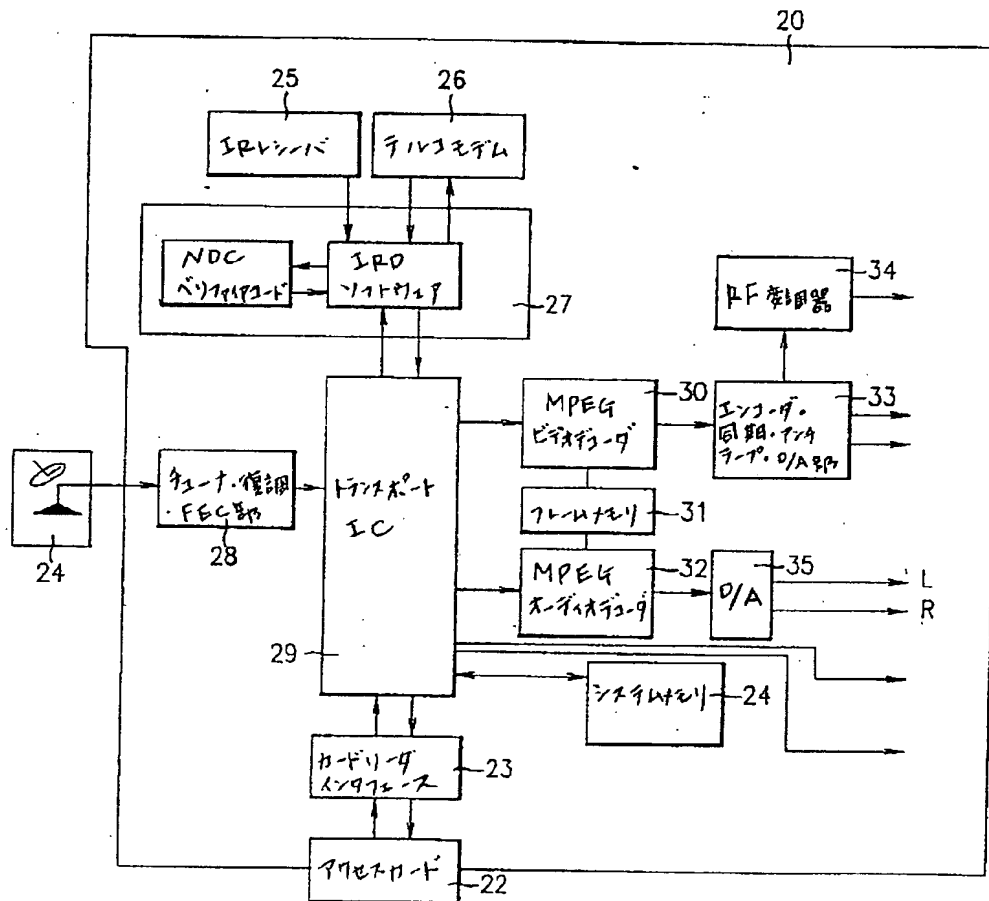 20
25
26
IRレシーバ
テルコモデム
NDC
ベリファイアコード
IRD
ソフトウェア
27
34
RF変調器
MPEG
ビデオデコーダ
30
エンコーダ・
同期・アンチ
テープ・D/A部
33
チューナ・復調
・FEC部
28
24
トランスポート
IC
29
フレームメモリ
31
MPEG
オーディオデコーダ
32
35
D/A
L
R
システムメモリ
24
カードリーダ
インタフェース
23
アクセスカード
22